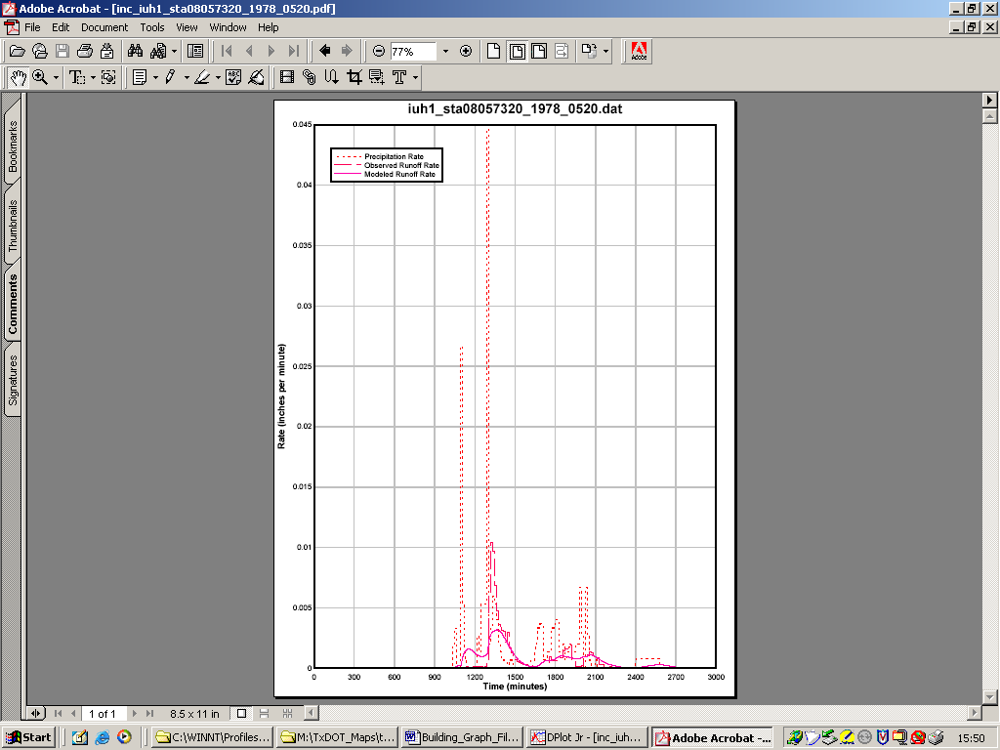 Adobe Acrobat - [inc_iuh1_sta08057320_1978_0520.pdf]
File Edit Document Tools View Window Help
77%
Adobe
Bookmarks
Thumbnails
Comments
Signatures
iuh1_sta08057320_1978_0520.dat
Precipitation Rate
Observed Runoff Rate
Modeled Runoff Rate
0.045
0.04
0.035
0.03
0.025
0.02
0.015
0.01
0.005
0
Rate (inches per minute)
0 300 600 900 1200 1500 1800 2100 2400 2700 3000
Time (minutes)
1 of 1 8.5 x 11 in
Start C:\WINNT\Profiles... M:\TxDOT_Maps\t... Building_Graph_Fil... DPlot Jr - [inc_iuh... Adobe Acrobat -... 15:50